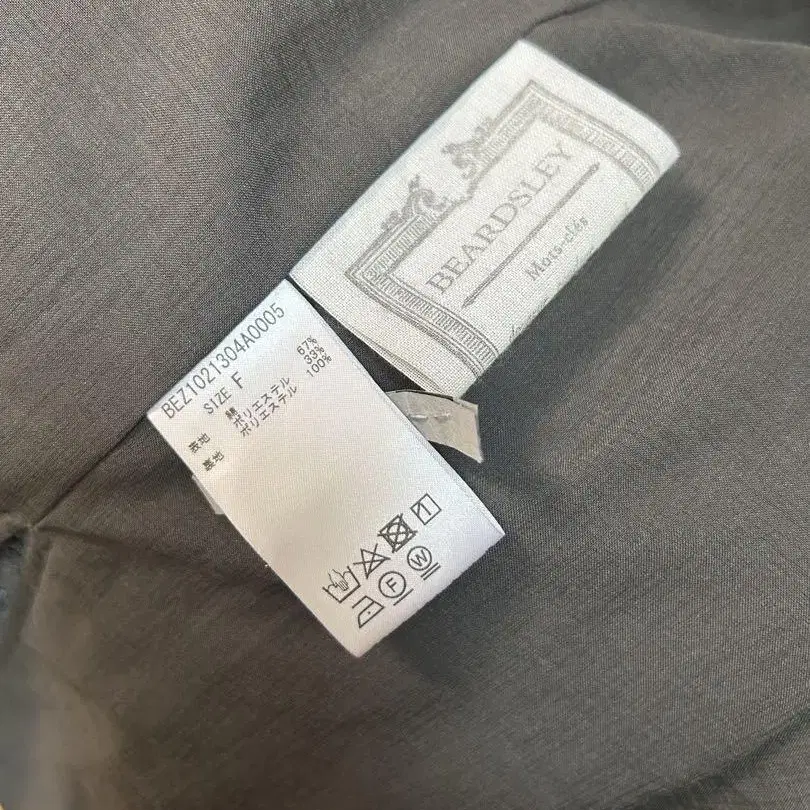 BEARDSLEY
Mots-clés
BEZ1021304A0005
SIZE F
表地 綿 67%
ポリエステル 33%
裏地 ポリエステル 100%
F W